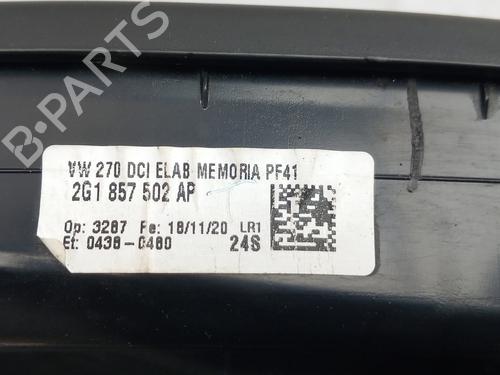 B-Parts
VW 270 DCI ELAB MEMORIA PF41
2G1 857 502 AP
Op: 3287 Fe: 18/11/20 LR1
Et: 0438-0480 24S